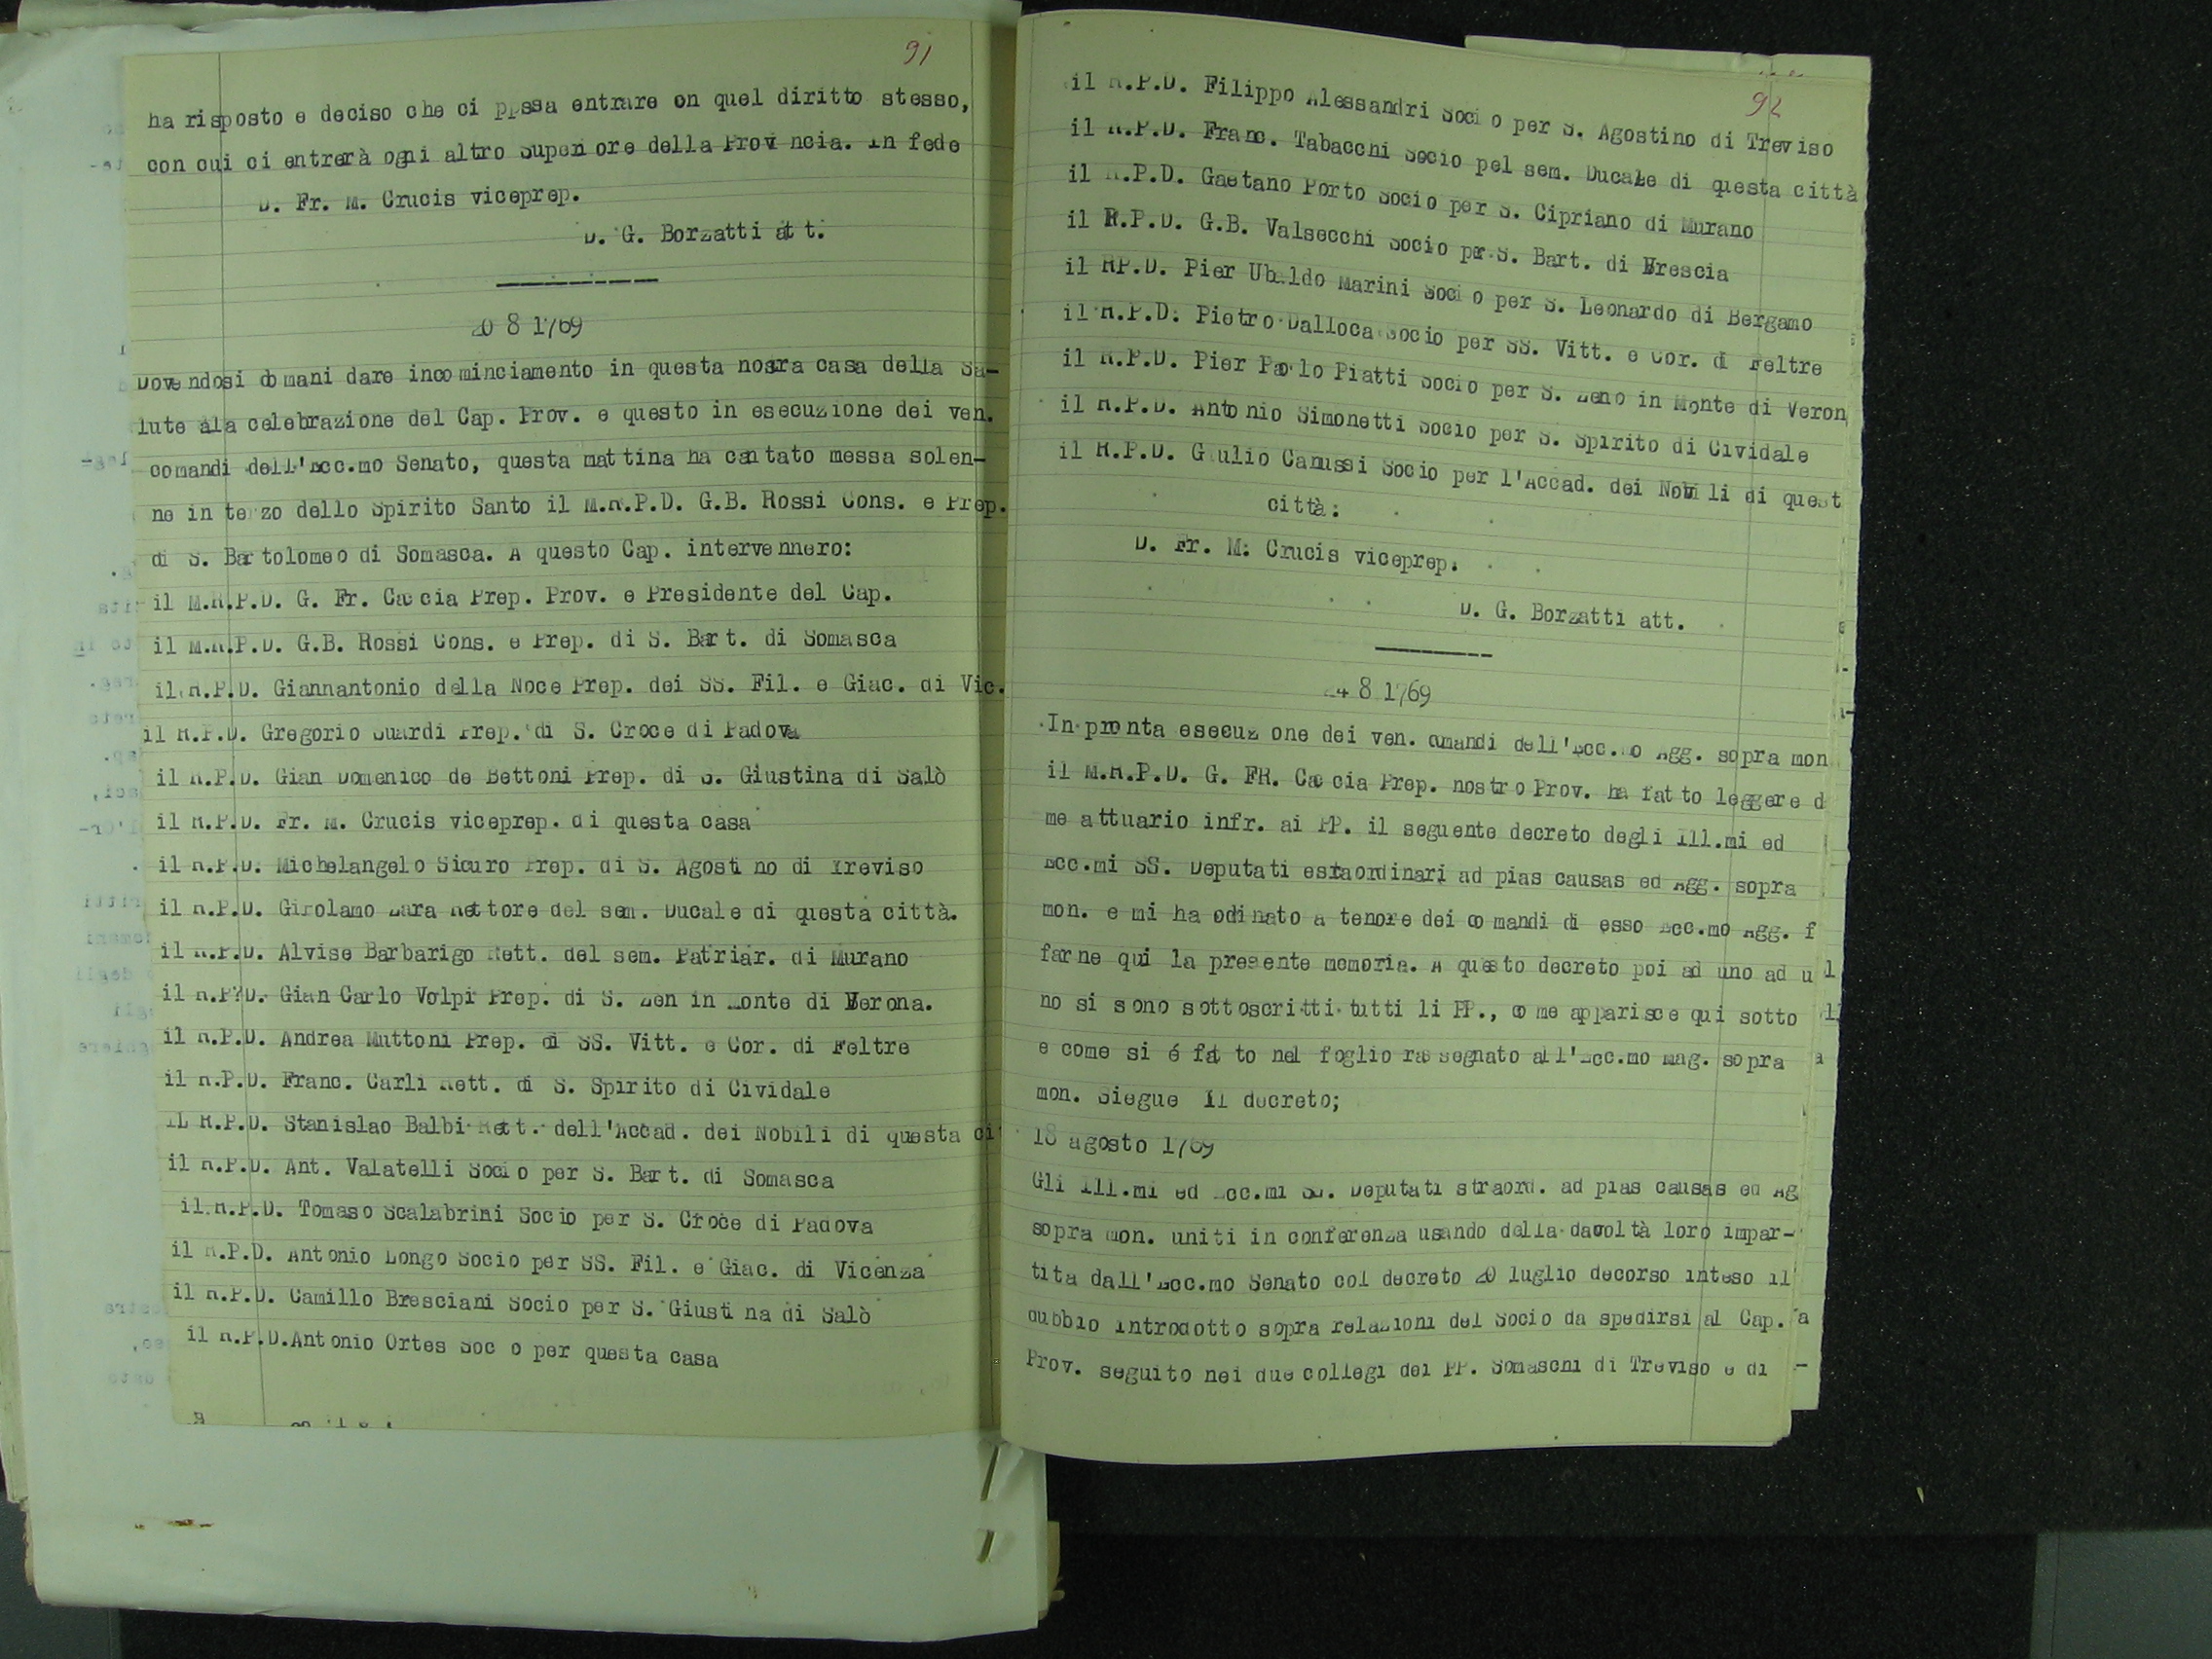 91
ha risposto e deciso che ci ppssa entrare on quel diritto stesso,
con cui ci entrerà ogni altro Superiore della Provincia. In fede
D. Fr. M. Crucis viceprep.
D. G. Borzatti att.
20 8 1769
Dovendosi domani dare incominciamento in questa nosra casa della Sa-
lute ala celebrazione del Cap. Prov. e questo in esecuzione dei ven.
comandi dell'Ecc.mo Senato, questa mattina ha cantato messa solen-
ne in terzo dello Spirito Santo il M.R.P.D. G.B. Rossi Cons. e Prep.
di S. Bartolomeo di Somasca. A questo Cap. intervennero:
il M.R.P.D. G. Fr. Caccia Prep. Prov. e Presidente del Cap.
il M.R.P.D. G.B. Rossi Cons. e Prep. di S. Bart. di Somasca
il R.P.D. Giannantonio della Noce Prep. dei SS. Fil. e Giac. di Vic.
il R.P.D. Gregorio Suardi Prep. di S. Croce di Padova
il R.P.D. Gian Domenico de Bettoni Prep. di S. Giustina di Salò
il R.P.D. Fr. M. Crucis viceprep. di questa casa
il R.P.D. Michelangelo Sicuro Prep. di S. Agostino di Treviso
il R.P.D. Girolamo Zara Rettore del sem. Ducale di questa città.
il R.P.D. Alvise Barbarigo Rett. del sem. Patriar. di Murano
il R.P?D. Gian Carlo Volpi Prep. di S. Zen in Monte di Verona.
il R.P.D. Andrea Muttoni Prep. di SS. Vitt. e Cor. di Feltre
il R.P.D. Franc. Carli Rett. di S. Spirito di Cividale
il R.P.D. Stanislao Balbi Rett. dell'Accad. dei Nobili di questa ci
il R.P.D. Ant. Valatelli Socio per S. Bart. di Somasca
il R.P.D. Tomaso Scalabrini Socio per S. Croce di Padova
il R.P.D. Antonio Longo Socio per SS. Fil. e Giac. di Vicenza
il R.P.D. Camillo Bresciani Socio per S. Giustina di Salò
il R.P.D.Antonio Ortes Soc o per questa casa
92
il R.P.D. Filippo Alessandri Socio per S. Agostino di Treviso
il R.P.D. Franc. Tabacchi Socio pel sem. Ducale di questa città
il R.P.D. Gaetano Porto Socio per S. Cipriano di Murano
il R.P.D. G.B. Valsecchi Socio per S. Bart. di Brescia
il RP.D. Pier Ubaldo Marini Socio per S. Leonardo di Bergamo
il R.P.D. Pietro Dalloca Socio per SS. Vitt. e Cor. di Feltre
il R.P.D. Pier Paolo Piatti Socio per S. Zeno in Monte di Veron
il R.P.D. Antonio Simonetti Socio per S. Spirito di Cividale
il R.P.D. Giulio Canussi Socio per l'Accad. dei Nobili di quest
città:
D. Fr. M: Crucis viceprep.
D. G. Borzatti att.
24 8 1769
In pronta esecuz one dei ven. comandi dell'Ecc.mo Agg. sopra mon
il M.R.P.D. G. FR. Caccia Prep. nostro Prov. ha fatto leggere d
me attuario infr. ai PP. il seguente decreto degli Ill.mi ed
Ecc.mi SS. Deputati estraordinari ad pias causas ed Agg. sopra
mon. e mi ha odinato a tenore dei comandi di esso Ecc.mo Agg. f
farne qui la presente memoria. A questo decreto poi ad uno ad u
no si sono sottoscritti tutti li PP., come apparisce qui sotto
e come si é fatto nel foglio rassegnato all'Ecc.mo Mag. sopra
mon. Siegue il decreto;
18 agosto 1769
Gli Ill.mi ed Ecc.mi SS. Deputati straord. ad pias causas ed Ag
sopra mon. uniti in conferenza usando della dacoltà loro impar-
tita dall'Ecc.mo Senato col decreto 20 luglio decorso inteso il
dubbio introdotto sopra relazioni del Socio da spedirsi al Cap.
Prov. seguito nei due collegi dei PP. Somaschi di Treviso e di